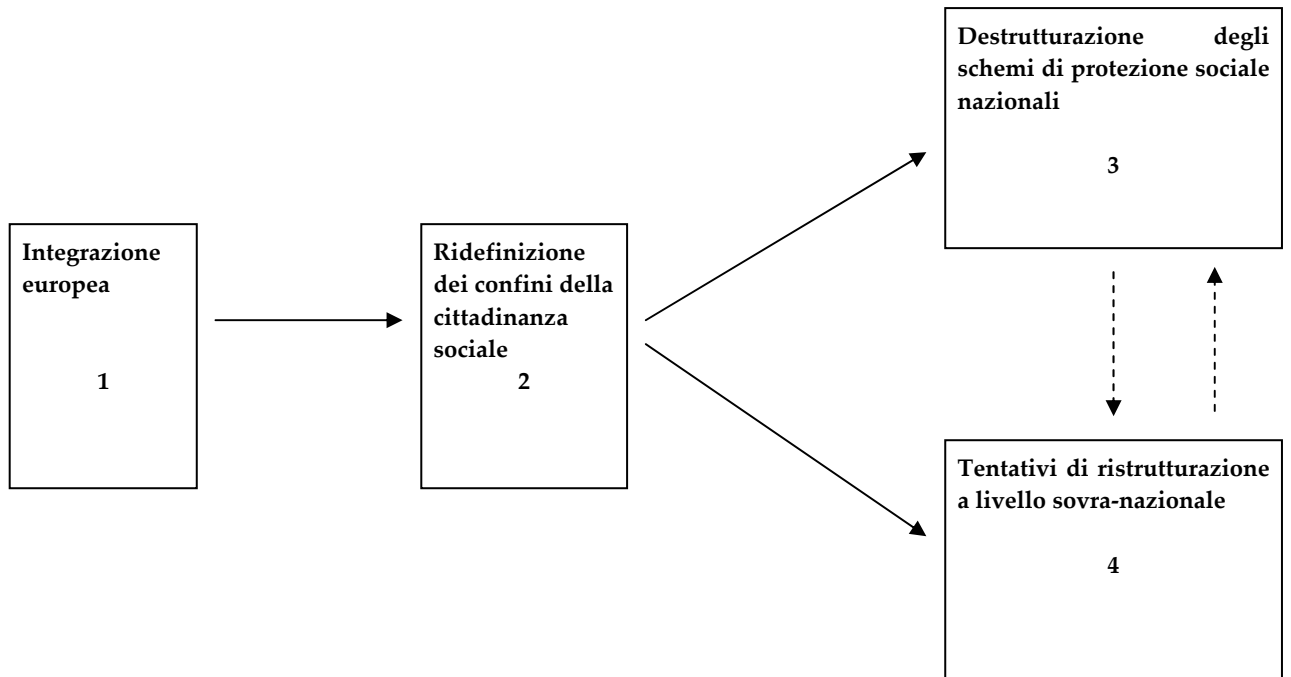 Integrazione
europea
1
Ridefinizione
dei confini della
cittadinanza
sociale
2
Destrutturazione degli
schemi di protezione sociale
nazionali
3
Tentativi di ristrutturazione
a livello sovra-nazionale
4